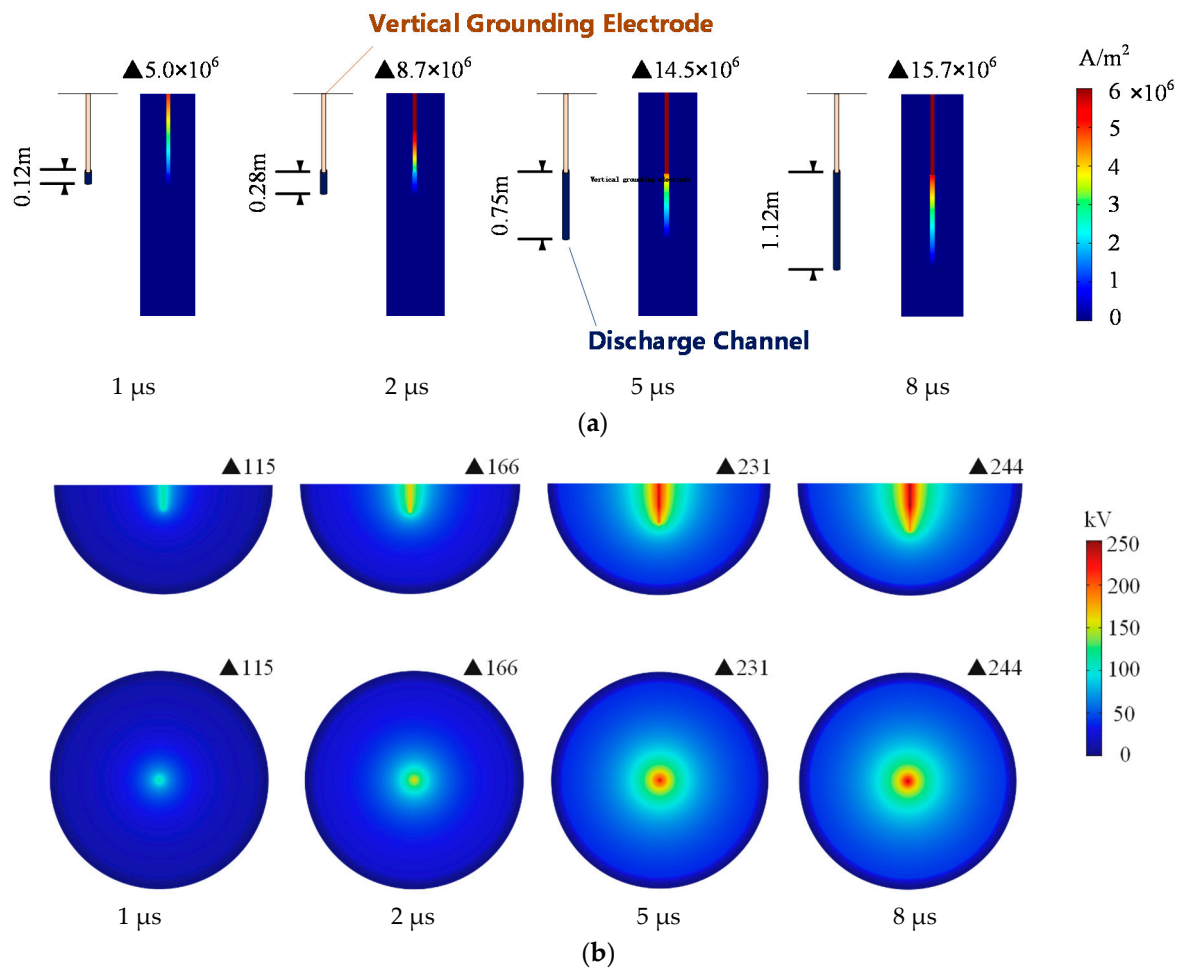 (a)
Vertical Grounding Electrode
▲5.0×10⁶
▲8.7×10⁶
▲14.5×10⁶
▲15.7×10⁶
A/m²
6 ×10⁶
5
4
3
2
1
0
0.12m
0.28m
0.75m
1.12m
Vertical grounding electrode
Discharge Channel
1 μs
2 μs
5 μs
8 μs
(a)
▲115
▲166
▲231
▲244
kV
250
200
150
100
50
0
▲115
▲166
▲231
▲244
1 μs
2 μs
5 μs
8 μs
(b)